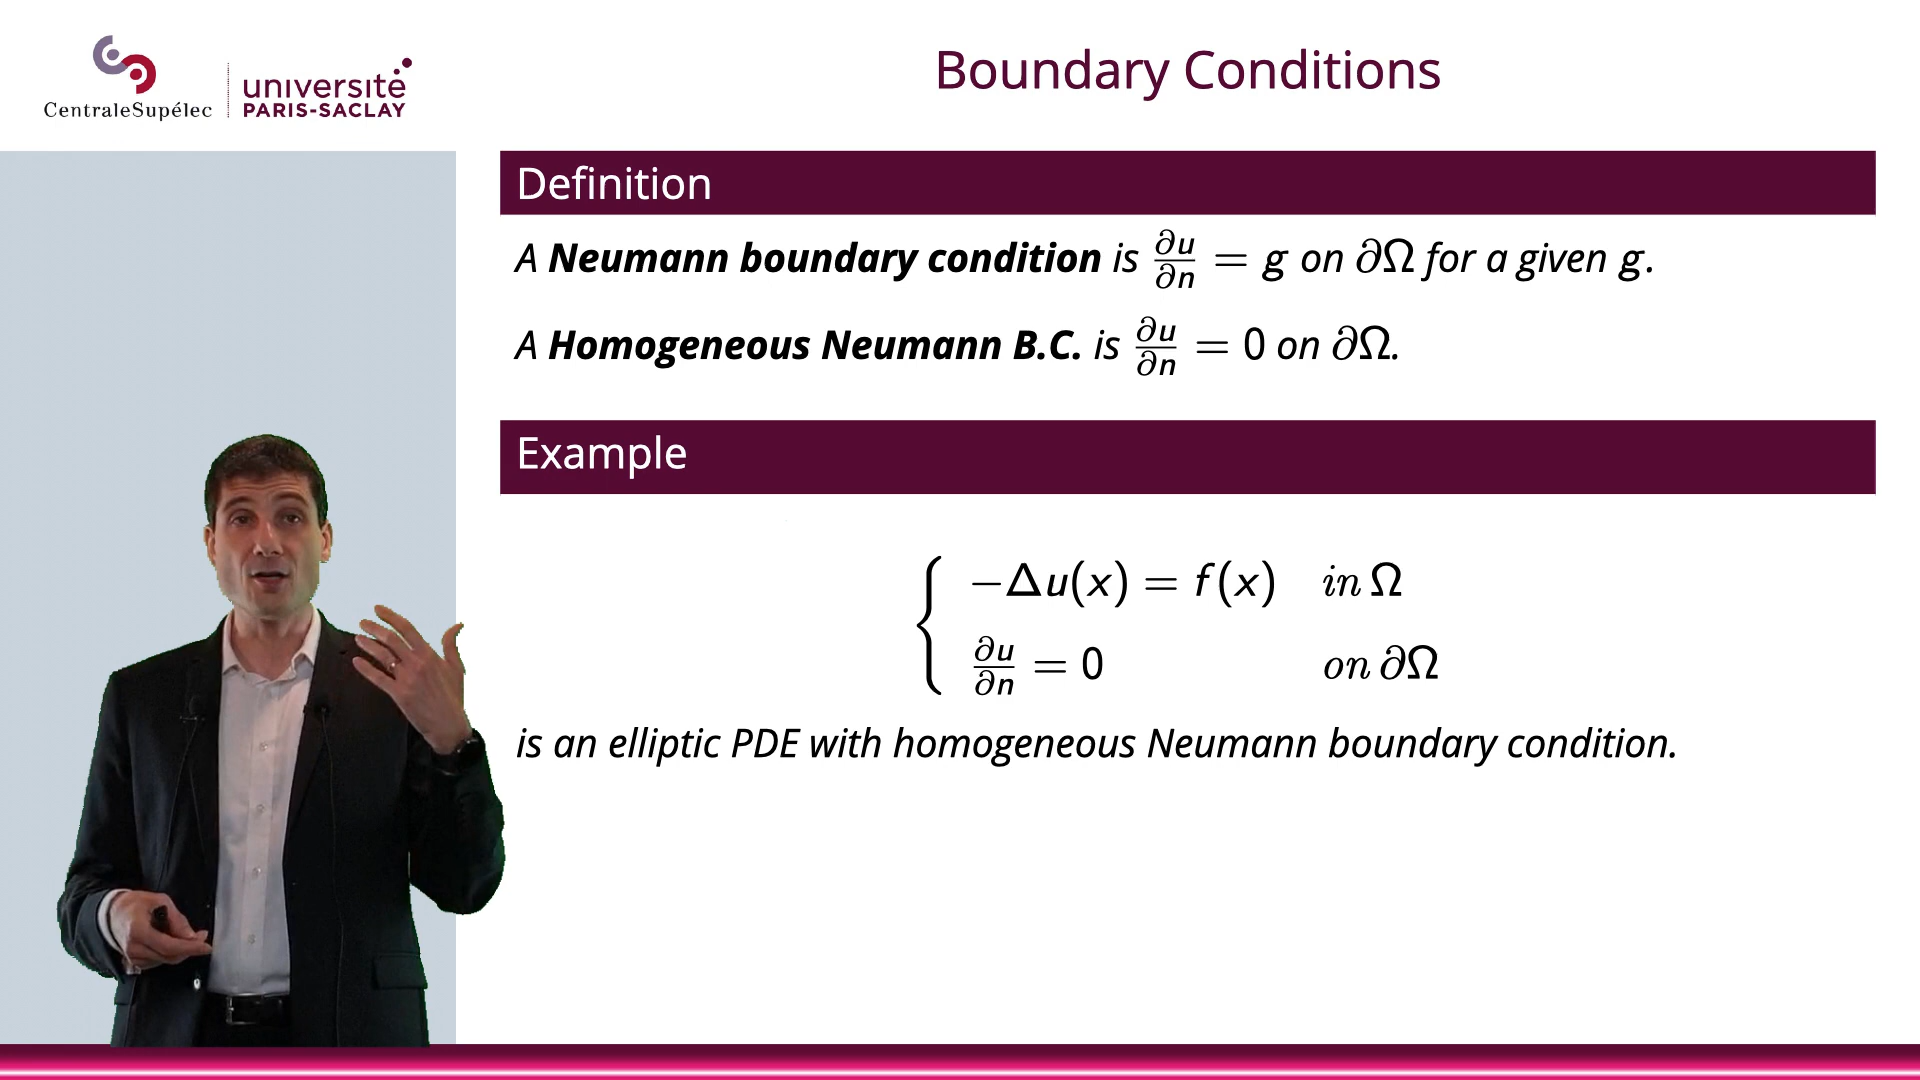 CentraleSupélec
université
PARIS-SACLAY
Boundary Conditions
Definition
A Neumann boundary condition is ∂u/∂n = g on ∂Ω for a given g.
A Homogeneous Neumann B.C. is ∂u/∂n = 0 on ∂Ω.
Example
−Δu(x) = f(x) in Ω
∂u/∂n = 0 on ∂Ω
is an elliptic PDE with homogeneous Neumann boundary condition.